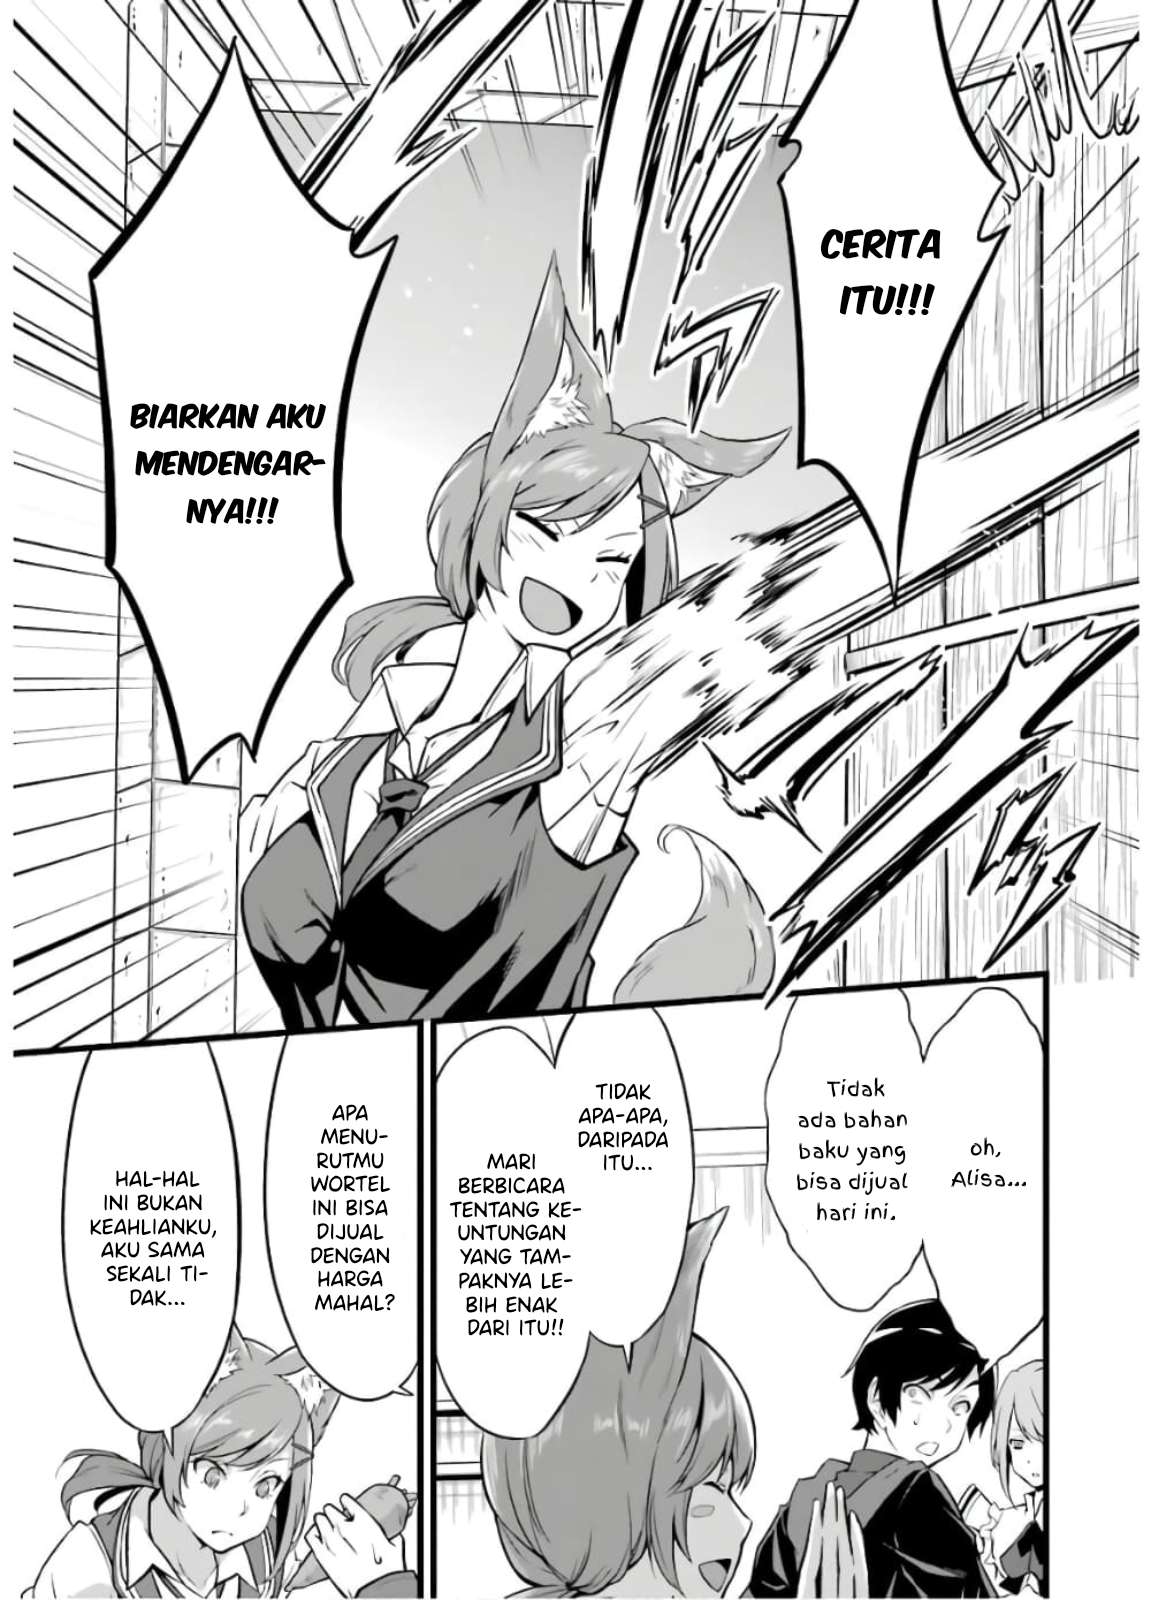 CERITA
ITU!!!
BIARKAN AKU
MENDENGAR-
NYA!!!
oh,
Alisa...
Tidak
ada bahan
baku yang
bisa dijual
hari ini.
TIDAK
APA-APA,
DARIPADA
ITU...
MARI
BERBICARA
TENTANG KE-
UNTUNGAN
YANG TAM-
PAKNYA LE-
BIH ENAK
DARI ITU!!
APA
MENU-
RUTMU
WORTEL
INI BISA
DIJUAL
DENGAN
HARGA
MAHAL?
HAL-HAL
INI BUKAN
KEAHLIANKU,
AKU SAMA
SEKALI TI-
DAK...